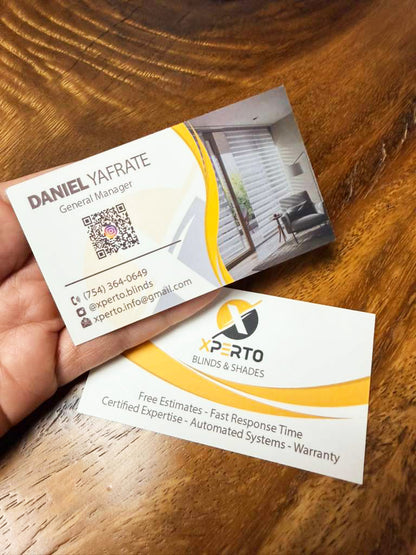 DANIEL YAFRATE
General Manager
(754) 364-0649
@xperto.blinds
xperto.info@gmail.com
XPERTO
BLINDS & SHADES
Free Estimates - Fast Response Time
Certified Expertise - Automated Systems - Warranty